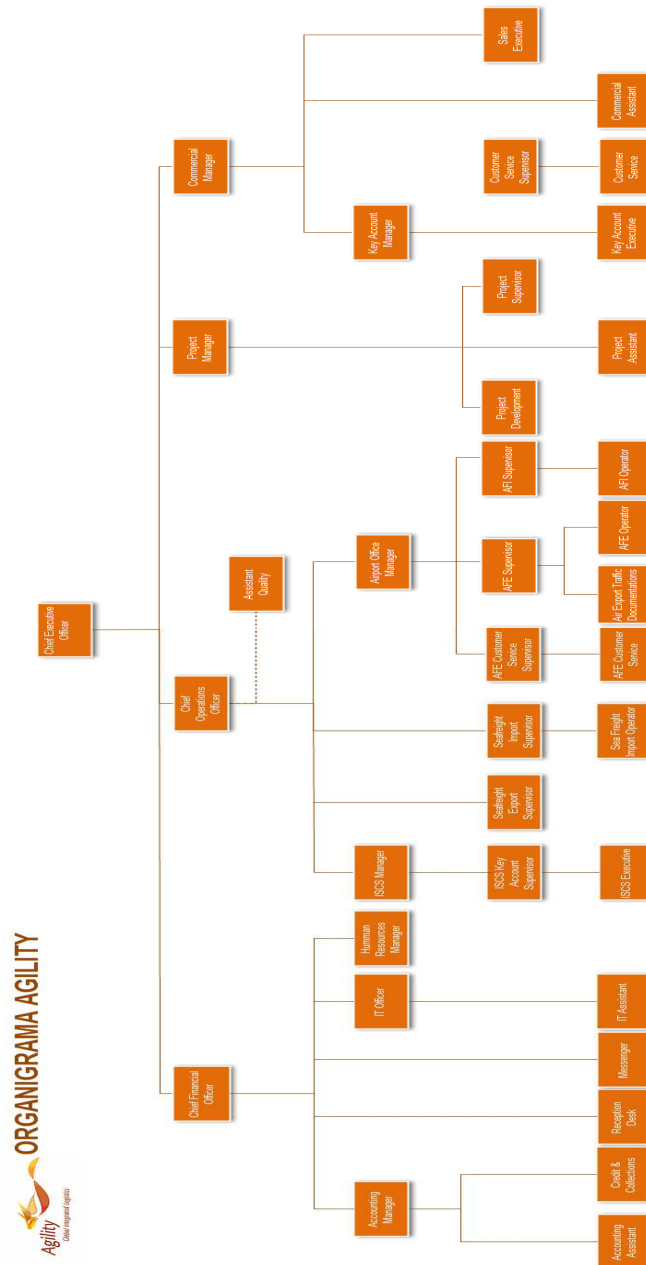 Agility
Global Integrated Logistics
ORGANIGRAMA AGILITY
Chief Executive
Officer
Chief Financial
Officer
Chief
Operations
Officer
Project
Manager
Commercial
Manager
Assistant
Quality
Accounting
Manager
IT Officer
Humman
Resources
Manager
ISCS Manager
Airport Office
Manager
Key Account
Manager
ISCS Key
Account
Supervisor
Seafreight
Export
Supervisor
Seafreight
Import
Supervisor
AFE Customer
Service
Supervisor
AFE Supervisor
AFI Supervisor
Project
Development
Project
Supervisor
Customer
Service
Supervisor
Sales
Executive
Accounting
Assistant
Credit &
Collections
Reception
Desk
Messenger
IT Assistant
ISCS Executive
Sea Freight
Import Operator
AFE Customer
Service
Air Export Traffic
Documentations
AFE Operator
AFI Operator
Project
Assistant
Key Account
Executive
Customer
Service
Commercial
Assistant